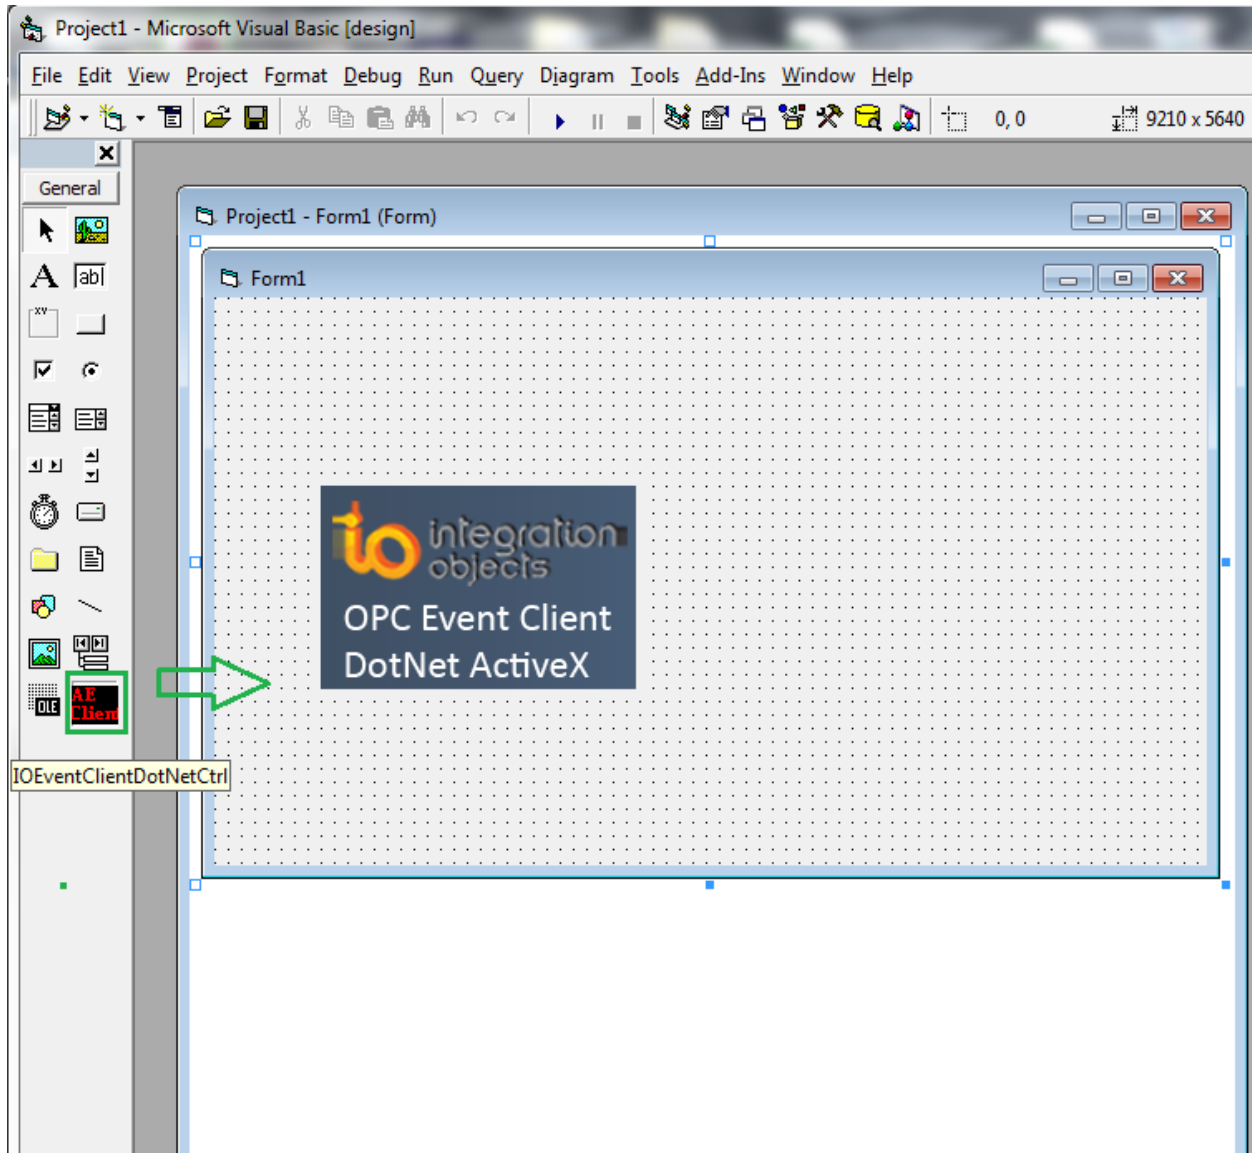 Project1 - Microsoft Visual Basic [design]
File Edit View Project Format Debug Run Query Diagram Tools Add-Ins Window Help
0, 0 9210 x 5640
General
Project1 - Form1 (Form)
A abl
Form1
XY
integration
objects
OPC Event Client
DotNet ActiveX
OLE
AE
Client
IOEventClientDotNetCtrl